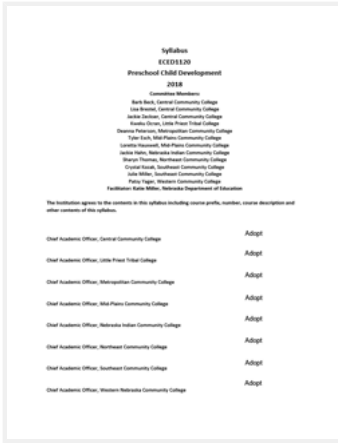 Syllabus
ECED1120
Preschool Child Development
2018
Committee Members:
Barb Beck, Central Community College
Lisa Brestel, Central Community College
Jackie Zeckser, Central Community College
Kwaku Ocran, Little Priest Tribal College
Deanna Peterson, Metropolitan Community College
Tyler Esch, Mid-Plains Community College
Loretta Hauxwell, Mid-Plains Community College
Jackie Hahn, Nebraska Indian Community College
Sharyn Thomas, Northeast Community College
Crystal Kozak, Southeast Community College
Julie Miller, Southeast Community College
Patsy Yager, Western Community College
Facilitator: Katie Miller, Nebraska Department of Education
The Institution agrees to the contents in this syllabus including course prefix, number, course description and
other contents of this syllabus.
Adopt
Chief Academic Officer, Central Community College
Adopt
Chief Academic Officer, Little Priest Tribal College
Adopt
Chief Academic Officer, Metropolitan Community College
Adopt
Chief Academic Officer, Mid-Plains Community College
Adopt
Chief Academic Officer, Nebraska Indian Community College
Adopt
Chief Academic Officer, Northeast Community College
Adopt
Chief Academic Officer, Southeast Community College
Adopt
Chief Academic Officer, Western Nebraska Community College